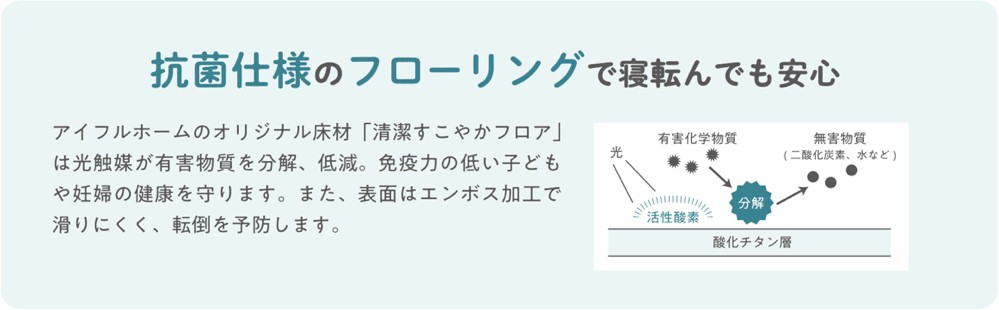 抗菌仕様のフローリングで寝転んでも安心
アイフルホームのオリジナル床材「清潔すこやかフロア」
は光触媒が有害物質を分解、低減。免疫力の低い子ども
や妊婦の健康を守ります。また、表面はエンボス加工で
滑りにくく、転倒を予防します。
有害化学物質
無害物質
(二酸化炭素、水など)
光
分解
活性酸素
酸化チタン層